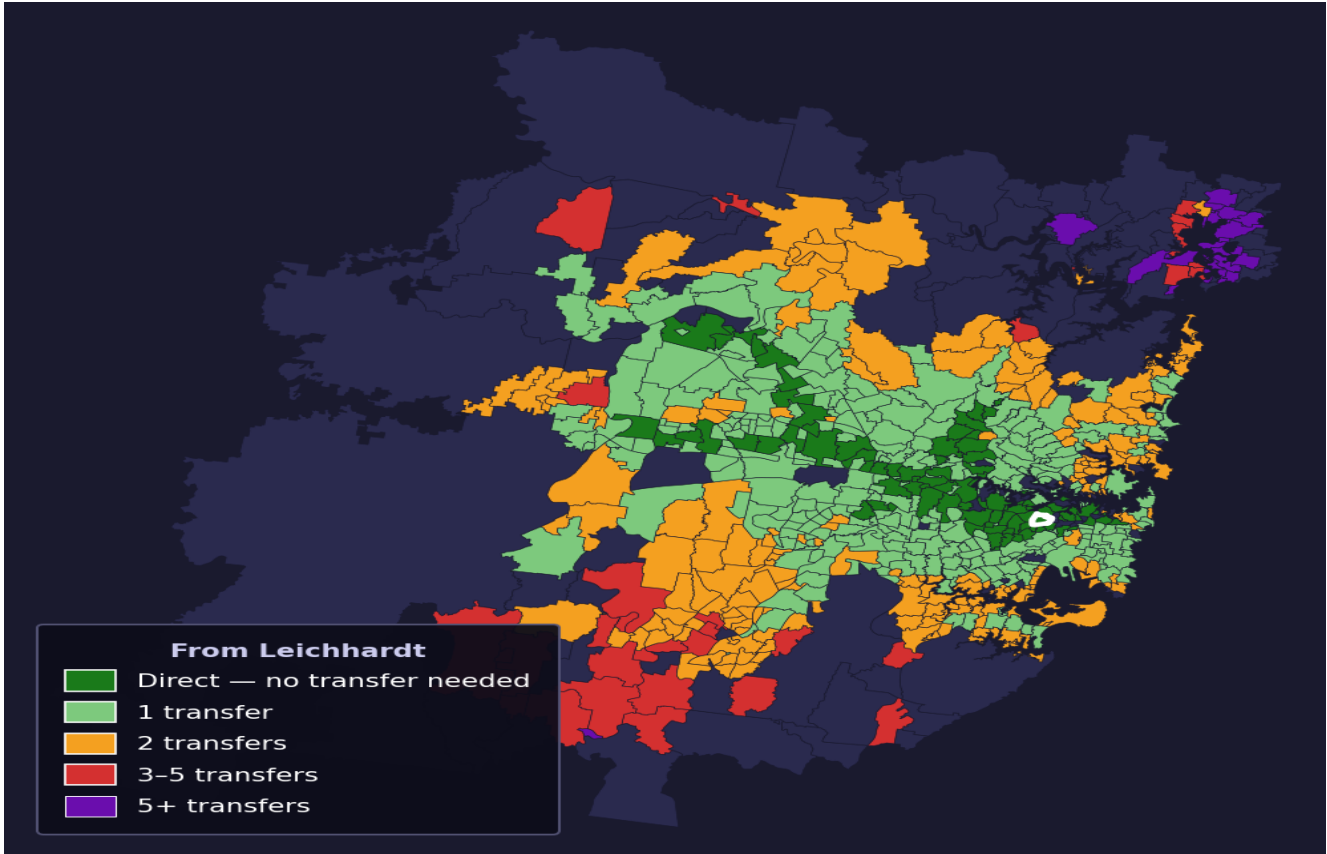 From Leichhardt
Direct — no transfer needed
1 transfer
2 transfers
3–5 transfers
5+ transfers